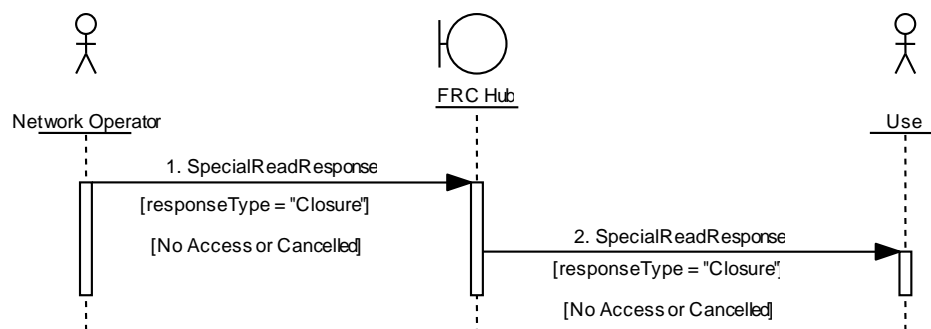 FRC Hub
Network Operator
Use
1. SpecialReadResponse
[responseType = "Closure"]
[No Access or Cancelled]
2. SpecialReadResponse
[responseType = "Closure"]
[No Access or Cancelled]